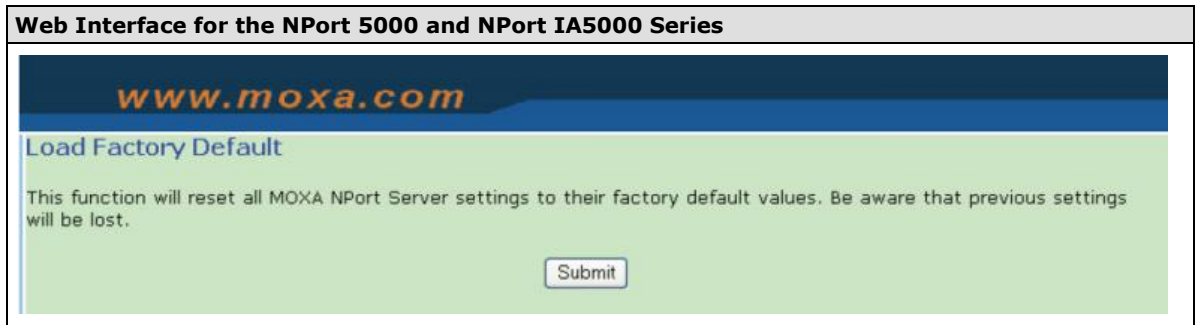 Web Interface for the NPort 5000 and NPort IA5000 Series
www.moxa.com
Load Factory Default
This function will reset all MOXA NPort Server settings to their factory default values. Be aware that previous settings
will be lost.
Submit